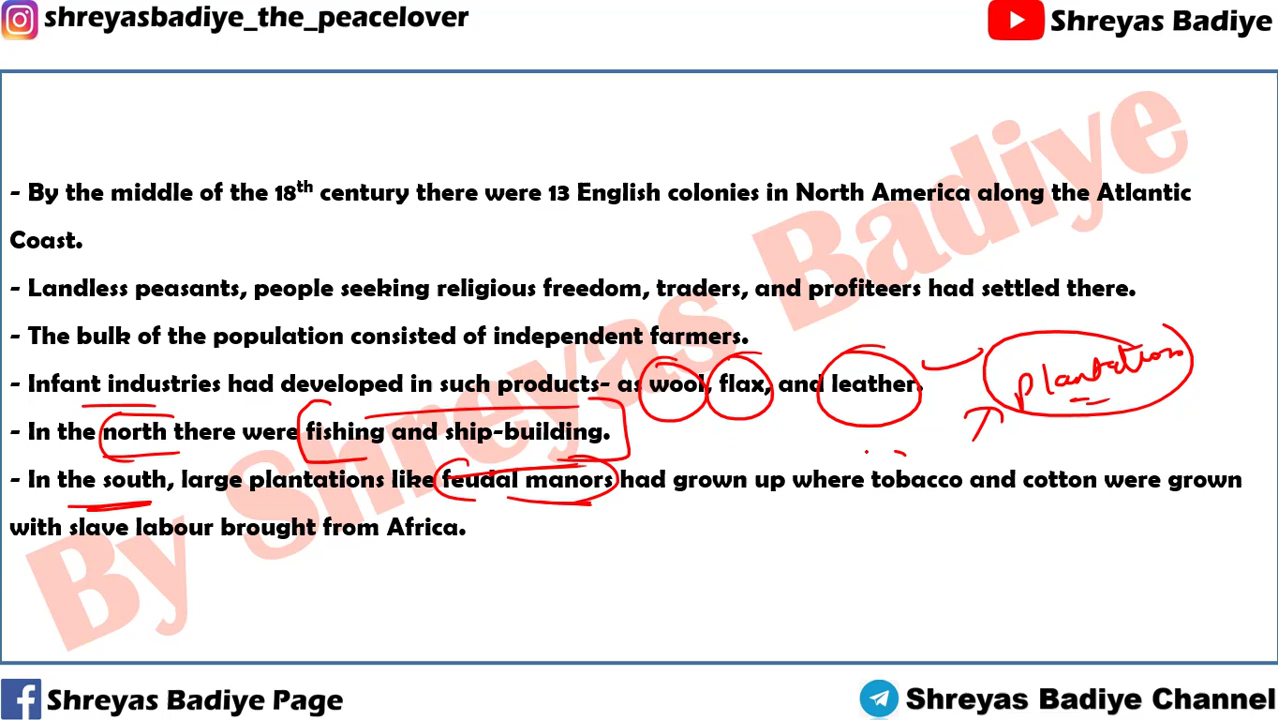 shreyasbadiye_the_peacelover
Shreyas Badiye
- By the middle of the 18th century there were 13 English colonies in North America along the Atlantic
Coast.
- Landless peasants, people seeking religious freedom, traders, and profiteers had settled there.
- The bulk of the population consisted of independent farmers.
- Infant industries had developed in such products- as wool, flax, and leather.
plantations
- In the north there were fishing and ship-building.
- In the south, large plantations like feudal manors had grown up where tobacco and cotton were grown
with slave labour brought from Africa.
By Shreyas Badiye
Shreyas Badiye Page
Shreyas Badiye Channel